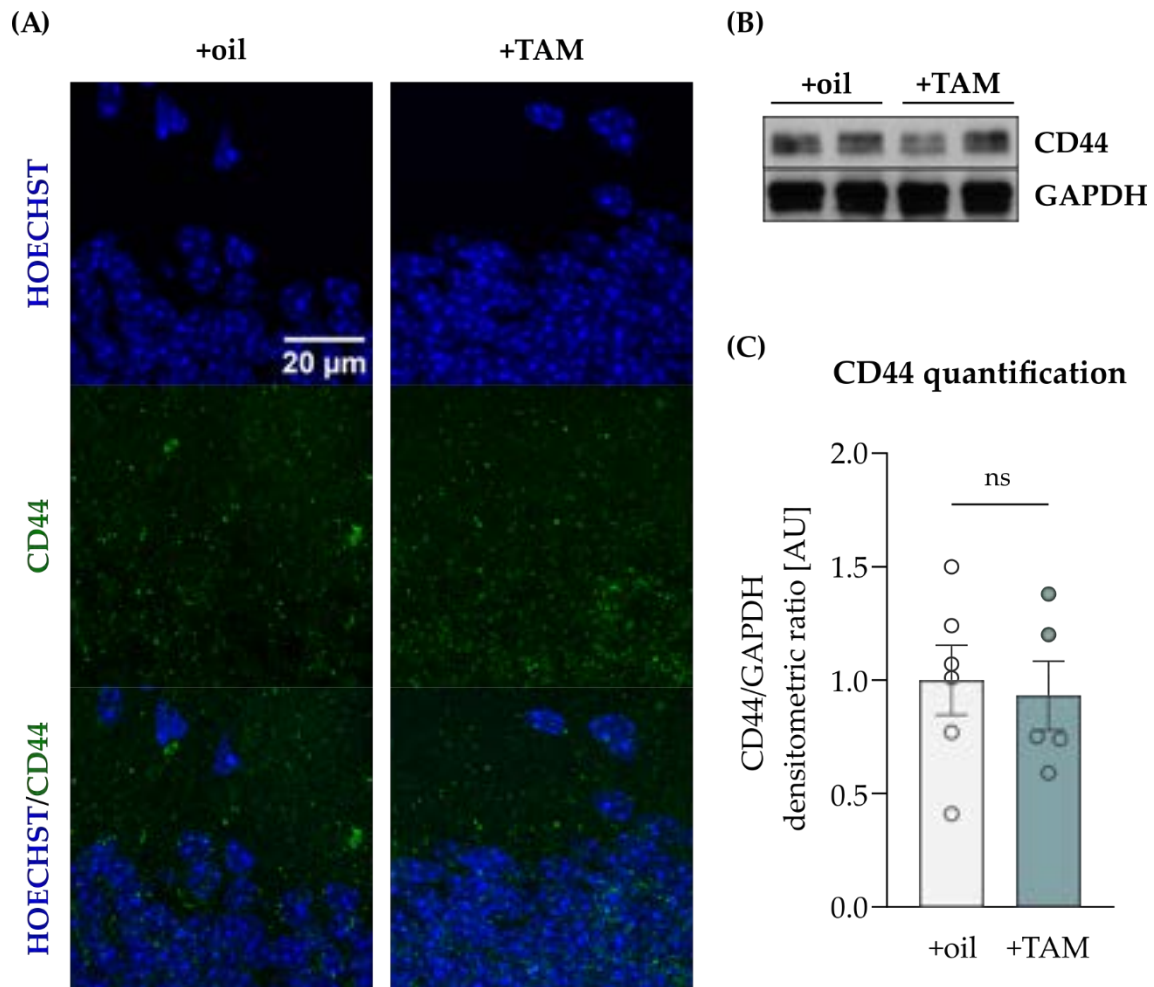 (A)
+oil
+TAM
HOECHST
20 µm
CD44
HOECHST/CD44
(B)
+oil
+TAM
CD44
GAPDH
(C)
CD44 quantification
CD44/GAPDH
densitometric ratio [AU]
2.0
ns
1.5
1.0
0.5
0.0
+oil
+TAM